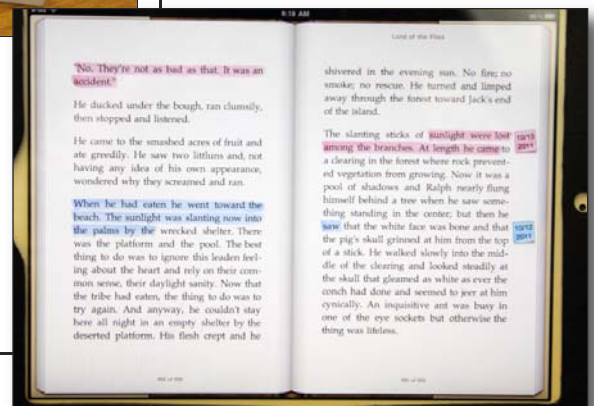 9:18 AM
Lord of the Flies
"No. They're not as bad as that. It was an
accident."
He ducked under the bough, ran clumsily,
then stopped and listened.
He came to the smashed acres of fruit and
ate greedily. He saw two littluns and, not
having any idea of his own appearance,
wondered why they screamed and ran.
When he had eaten he went toward the
beach. The sunlight was slanting now into
the palms by the wrecked shelter. There
was the platform and the pool. The best
thing to do was to ignore this leaden feel-
ing about the heart and rely on their com-
mon sense, their daylight sanity. Now that
the tribe had eaten, the thing to do was to
try again. And anyway, he couldn't stay
here all night in an empty shelter by the
deserted platform. His flesh crept and he
shivered in the evening sun. No fire; no
smoke; no rescue. He turned and limped
away through the forest toward Jack's end
of the island.
The slanting sticks of sunlight were lost
among the branches. At length he came to
a clearing in the forest where rock prevent-
ed vegetation from growing. Now it was a
pool of shadows and Ralph nearly flung
himself behind a tree when he saw some-
thing standing in the center; but then he
saw that the white face was bone and that
the pig's skull grinned at him from the top
of a stick. He walked slowly into the mid-
dle of the clearing and looked steadily at
the skull that gleamed as white as ever the
conch had done and seemed to jeer at him
cynically. An inquisitive ant was busy in
one of the eye sockets but otherwise the
thing was lifeless.
10/13
2011
10/12
2011